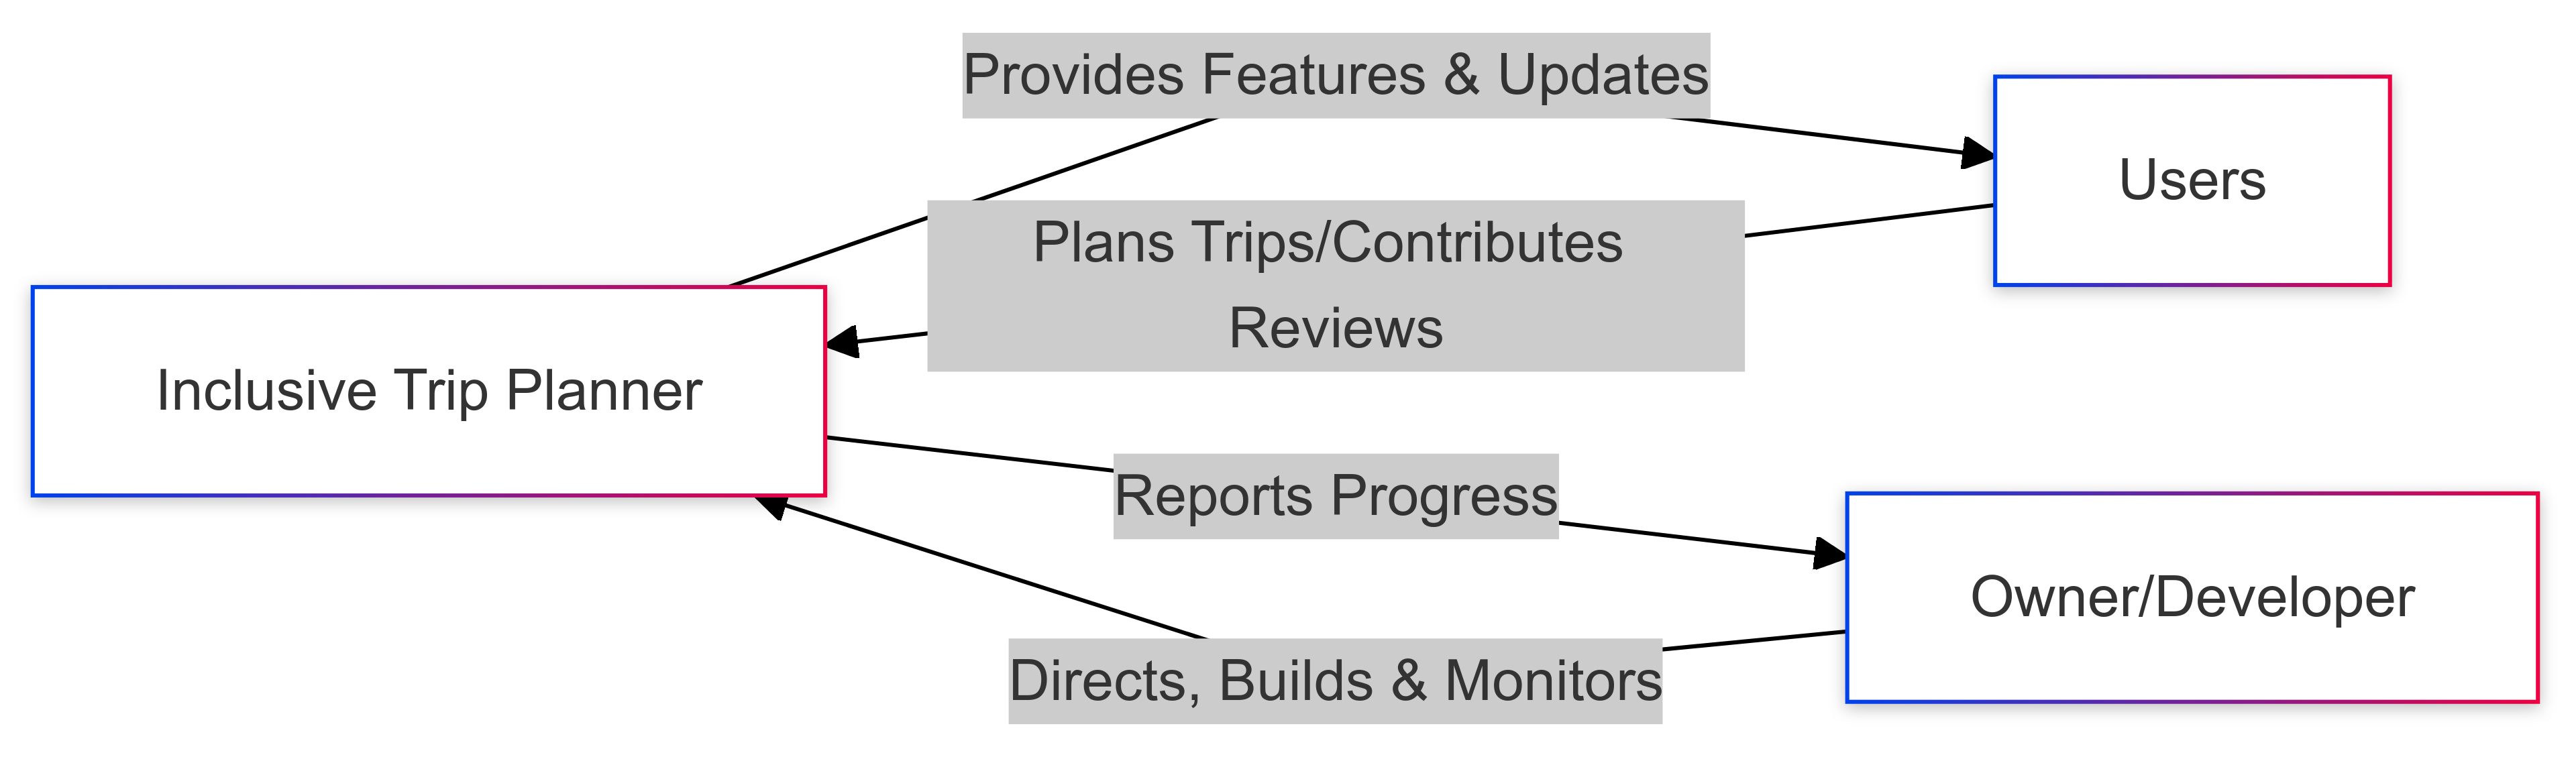 Provides Features & Updates
Users
Plans Trips/Contributes
Reviews
Inclusive Trip Planner
Reports Progress
Owner/Developer
Directs, Builds & Monitors